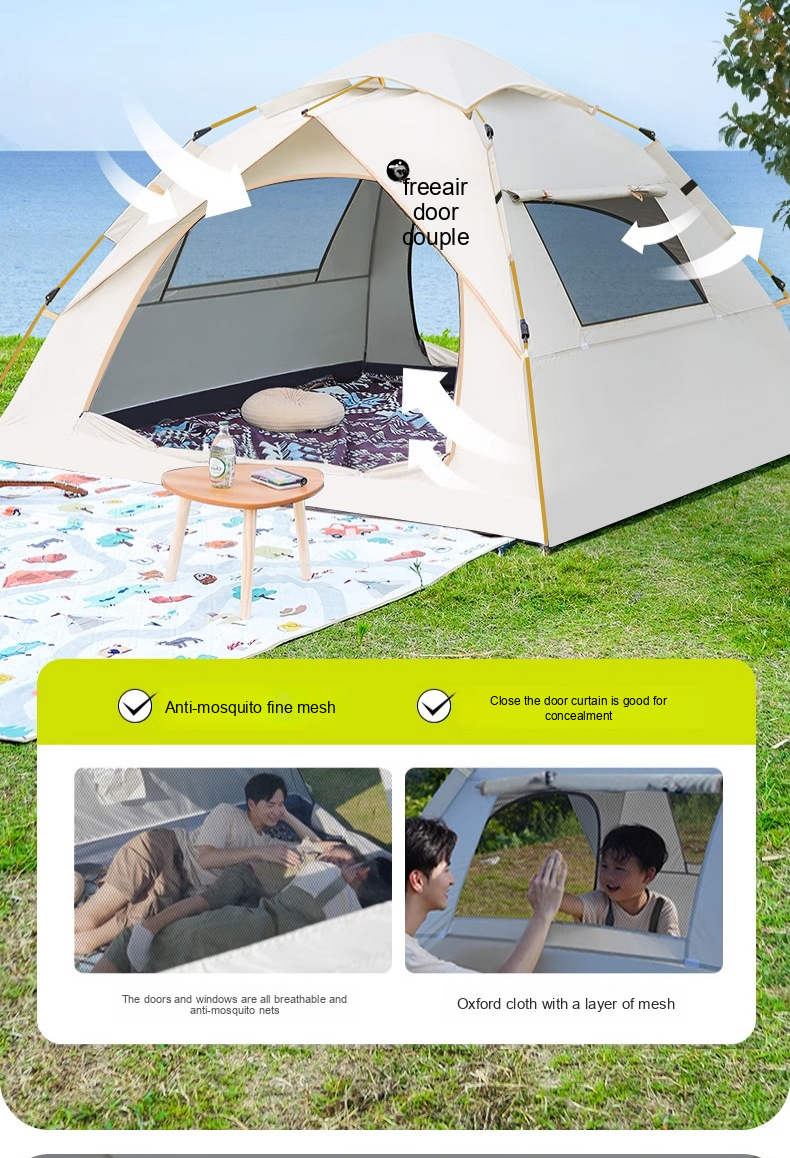 freeair
door
couple
Anti-mosquito fine mesh
Close the door curtain is good for
concealment
The doors and windows are all breathable and
anti-mosquito nets
Oxford cloth with a layer of mesh